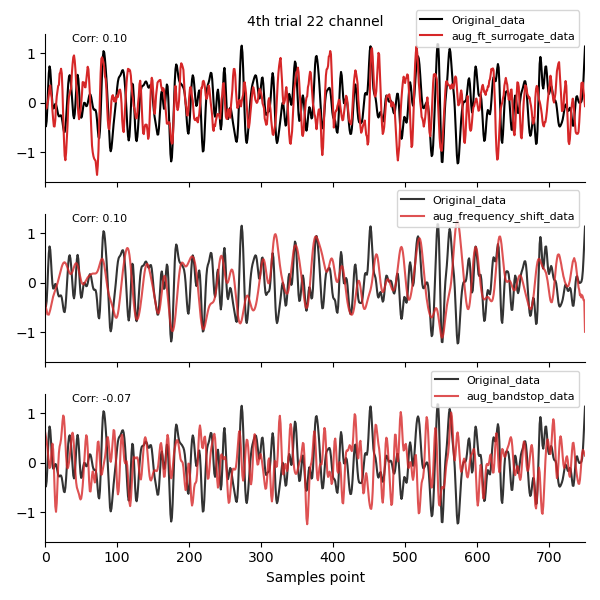 4th trial 22 channel
Corr: 0.10
Original_data
aug_ft_surrogate_data
1
0
−1
Corr: 0.10
Original_data
aug_frequency_shift_data
1
0
−1
Corr: -0.07
Original_data
aug_bandstop_data
1
0
−1
0 100 200 300 400 500 600 700
Samples point